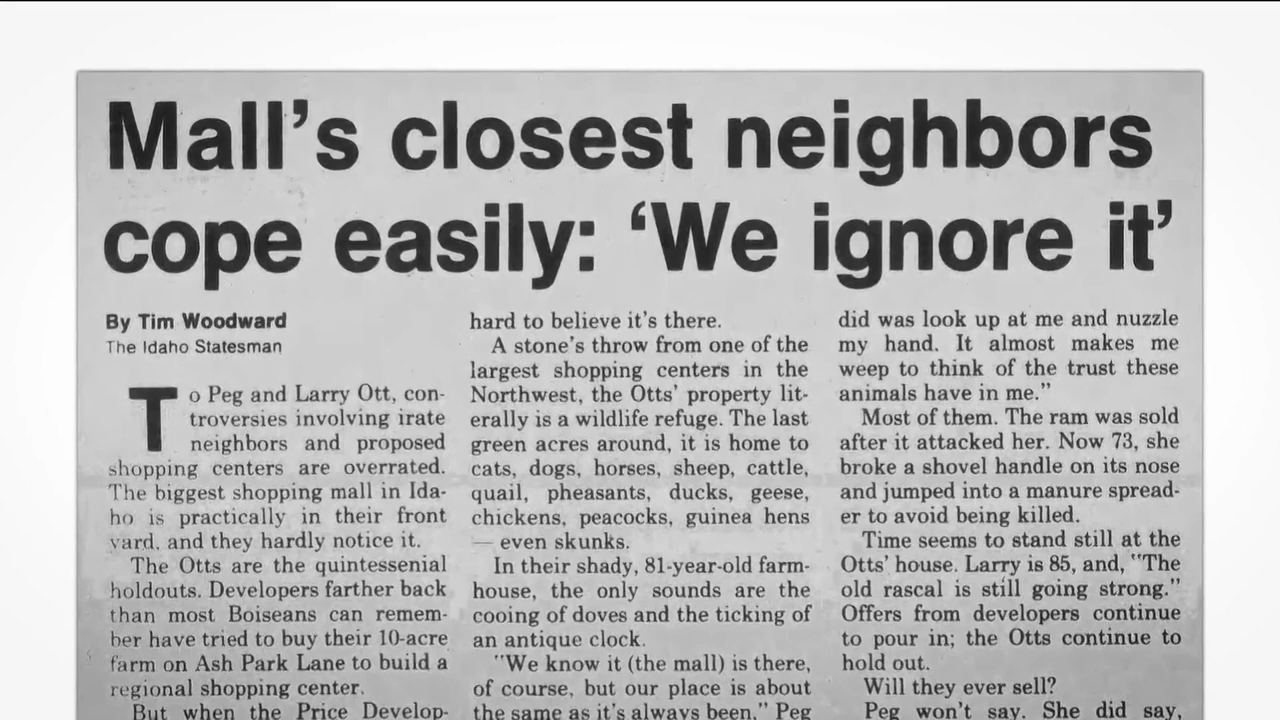 Mall's closest neighbors
cope easily: 'We ignore it'
By Tim Woodward
The Idaho Statesman
To Peg and Larry Ott, con-
troversies involving irate
neighbors and proposed
shopping centers are overrated.
The biggest shopping mall in Ida-
ho is practically in their front
yard, and they hardly notice it.
The Otts are the quintessenial
holdouts. Developers farther back
than most Boiseans can remem-
ber have tried to buy their 10-acre
farm on Ash Park Lane to build a
regional shopping center.
But when the Price Develop-
hard to believe it's there.
A stone's throw from one of the
largest shopping centers in the
Northwest, the Otts' property lit-
erally is a wildlife refuge. The last
green acres around, it is home to
cats, dogs, horses, sheep, cattle,
quail, pheasants, ducks, geese,
chickens, peacocks, guinea hens
— even skunks.
In their shady, 81-year-old farm-
house, the only sounds are the
cooing of doves and the ticking of
an antique clock.
"We know it (the mall) is there,
of course, but our place is about
the same as it's always been," Peg
did was look up at me and nuzzle
my hand. It almost makes me
weep to think of the trust these
animals have in me."
Most of them. The ram was sold
after it attacked her. Now 73, she
broke a shovel handle on its nose
and jumped into a manure spread-
er to avoid being killed.
Time seems to stand still at the
Otts' house. Larry is 85, and, "The
old rascal is still going strong."
Offers from developers continue
to pour in; the Otts continue to
hold out.
Will they ever sell?
Peg won't say. She did say,